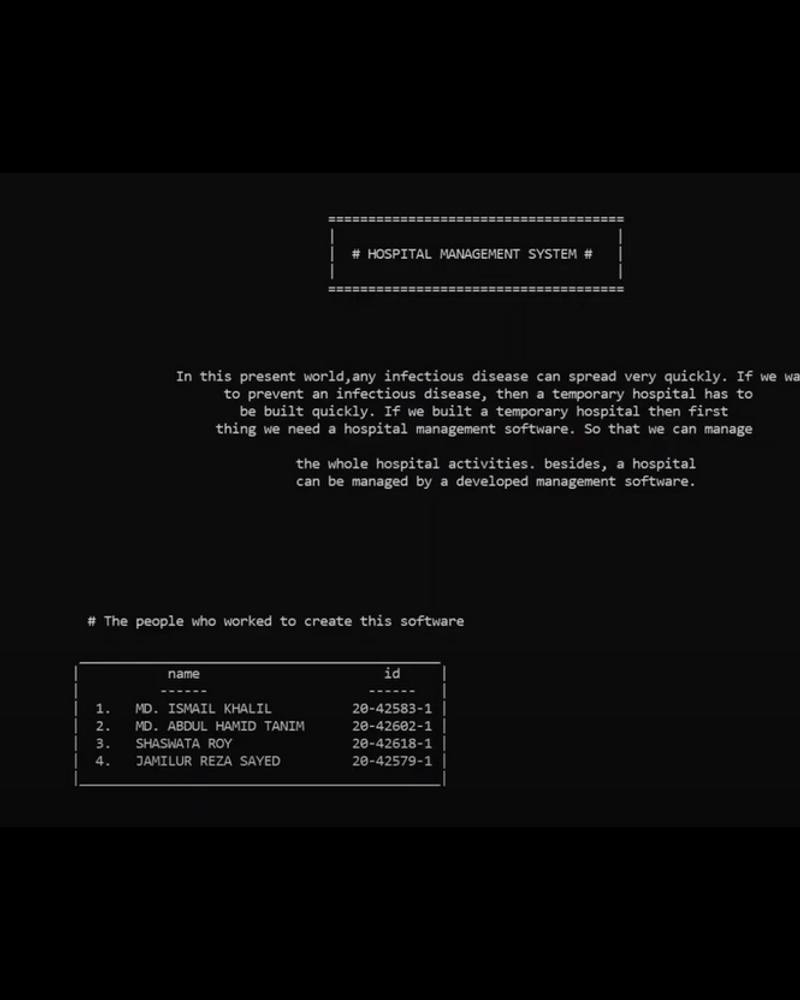 # HOSPITAL MANAGEMENT SYSTEM #
In this present world,any infectious disease can spread very quickly. If we
to prevent an infectious disease, then a temporary hospital has to
be built quickly. If we built a temporary hospital then first
thing we need a hospital management software. So that we can manage
the whole hospital activities. besides, a hospital
can be managed by a developed management software.
# The people who worked to create this software
name id
1. MD. ISMAIL KHALIL 20-42583-1
2. MD. ABDUL HAMID TANIM 20-42602-1
3. SHASWATA ROY 20-42618-1
4. JAMILUR REZA SAYED 20-42579-1